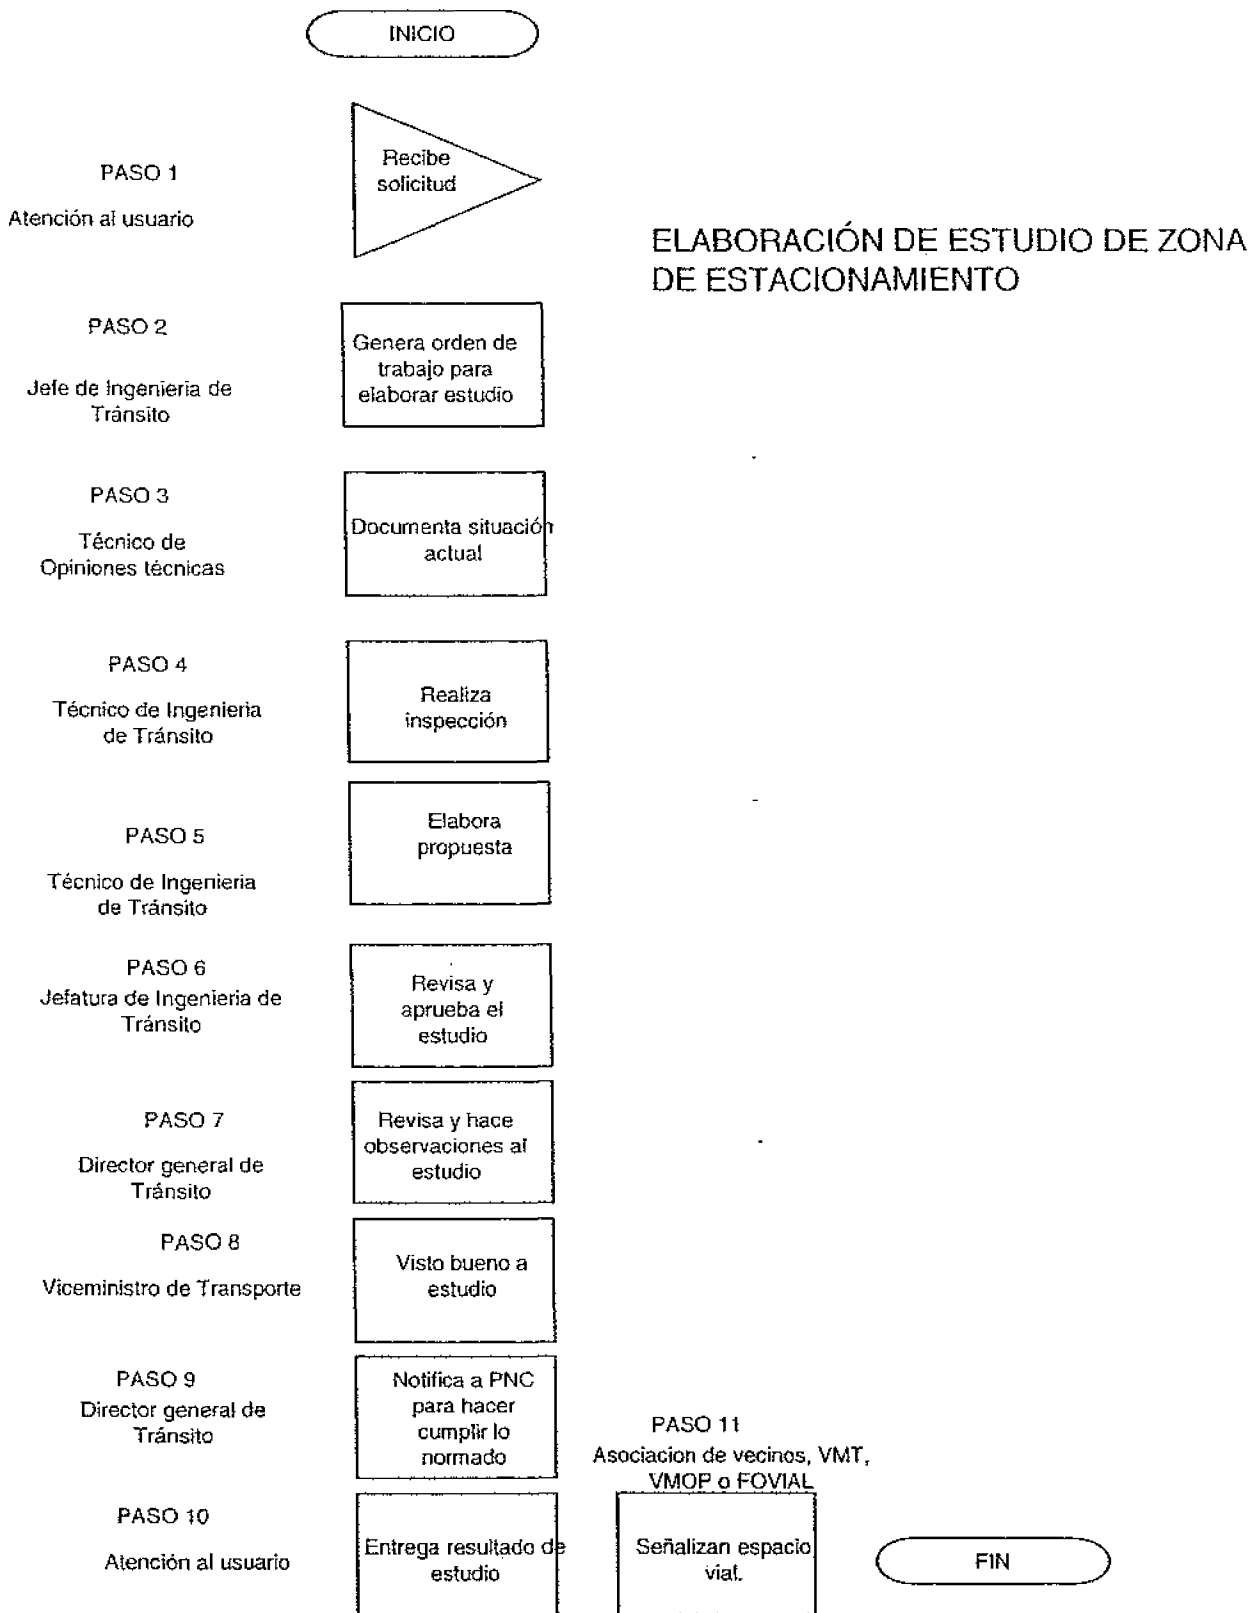 INICIO
PASO 1
Atención al usuario
Recibe
solicitud
ELABORACIÓN DE ESTUDIO DE ZONA
DE ESTACIONAMIENTO
PASO 2
Jefe de Ingenieria de
Tránsito
Genera orden de
trabajo para
elaborar estudio
PASO 3
Técnico de
Opiniones técnicas
Documenta situación
actual
PASO 4
Técnico de Ingenieria
de Tránsito
Realiza
inspección
PASO 5
Técnico de Ingenieria
de Tránsito
Elabora
propuesta
PASO 6
Jefatura de Ingenieria de
Tránsito
Revisa y
aprueba el
estudio
PASO 7
Director general de
Tránsito
Revisa y hace
observaciones al
estudio
PASO 8
Viceministro de Transporte
Visto bueno a
estudio
PASO 9
Director general de
Tránsito
Notifica a PNC
para hacer
cumplir lo
normado
PASO 10
Atención al usuario
Entrega resultado de
estudio
PASO 11
Asociacion de vecinos, VMT,
VMOP o FOVIAL
Señalizan espacio
vial.
FIN